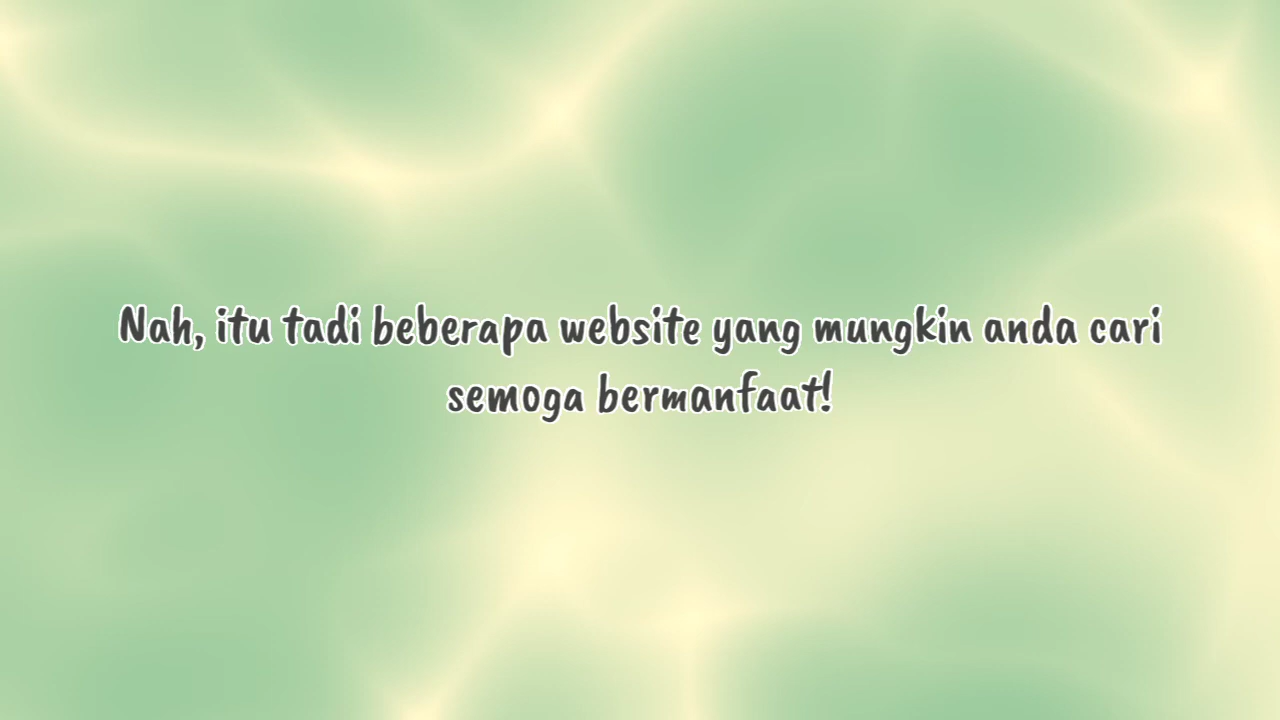 Nah, itu tadi beberapa website yang mungkin anda cari
semoga bermanfaat!